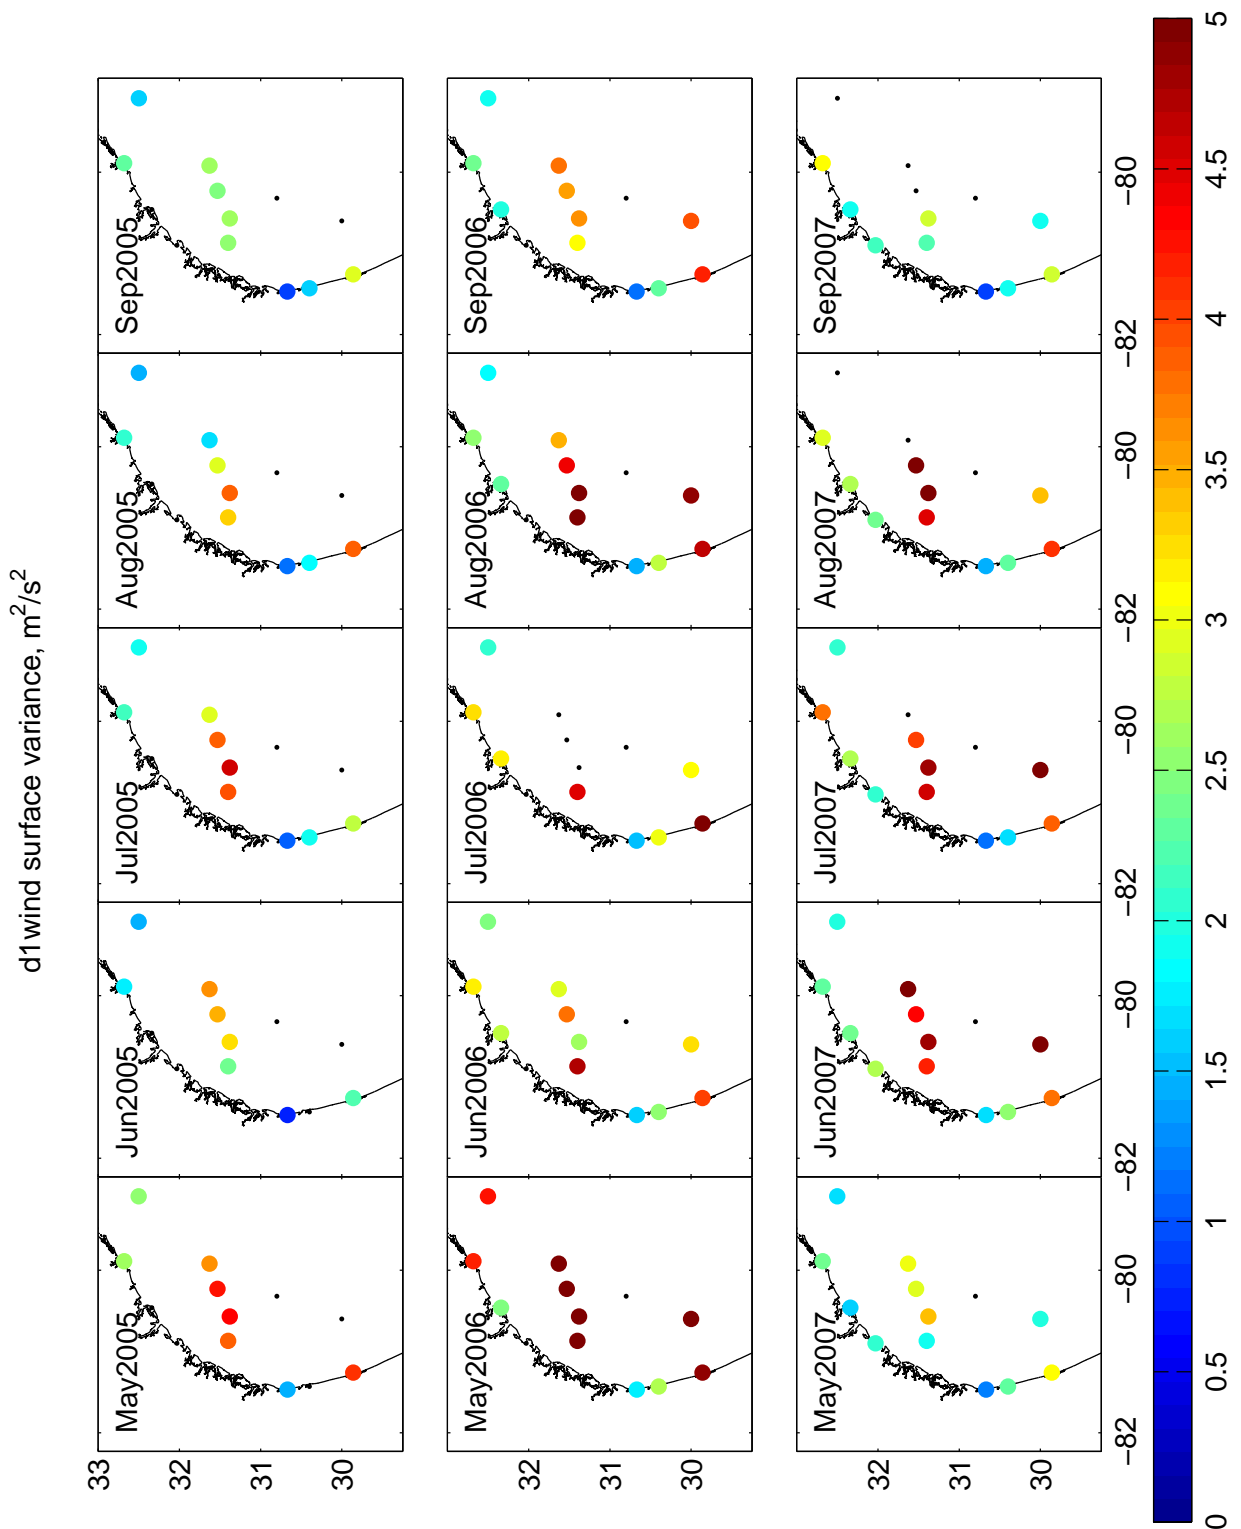 d1wind surface variance, m²/s²
33
32
31
30
May2005
Jun2005
Jul2005
Aug2005
Sep2005
32
31
30
May2006
Jun2006
Jul2006
Aug2006
Sep2006
32
31
30
May2007
Jun2007
Jul2007
Aug2007
Sep2007
−82 −80 −82 −80 −82 −80 −82 −80 −82 −80
0 0.5 1 1.5 2 2.5 3 3.5 4 4.5 5